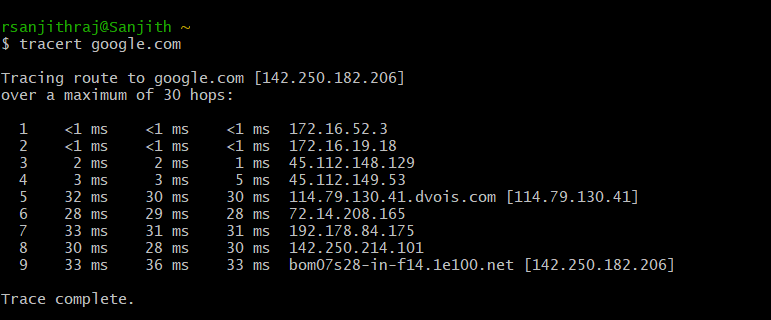 rsanjithraj@Sanjith ~
$ tracert google.com
Tracing route to google.com [142.250.182.206]
over a maximum of 30 hops:
1 <1 ms <1 ms <1 ms 172.16.52.3
2 <1 ms <1 ms <1 ms 172.16.19.18
3 2 ms 2 ms 1 ms 45.112.148.129
4 3 ms 3 ms 5 ms 45.112.149.53
5 32 ms 30 ms 30 ms 114.79.130.41.dvois.com [114.79.130.41]
6 28 ms 29 ms 28 ms 72.14.208.165
7 33 ms 31 ms 31 ms 192.178.84.175
8 30 ms 28 ms 30 ms 142.250.214.101
9 33 ms 36 ms 33 ms bom07s28-in-f14.1e100.net [142.250.182.206]
Trace complete.